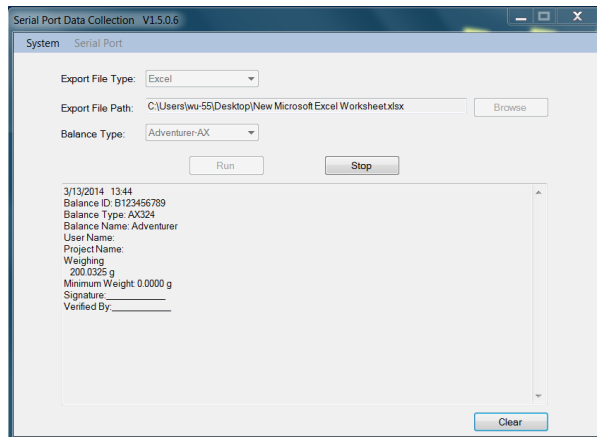 Serial Port Data Collection V1.5.0.6
System Serial Port
Export File Type: Excel
Export File Path: C:\Users\wu-55\Desktop\New Microsoft Excel Worksheet.xlsx Browse
Balance Type: Adventurer-AX
Run Stop
3/13/2014 13:44
Balance ID: B123456789
Balance Type: AX324
Balance Name: Adventurer
User Name:
Project Name:
Weighing
200.0325 g
Minimum Weight: 0.0000 g
Signature:____________
Verified By:____________
Clear